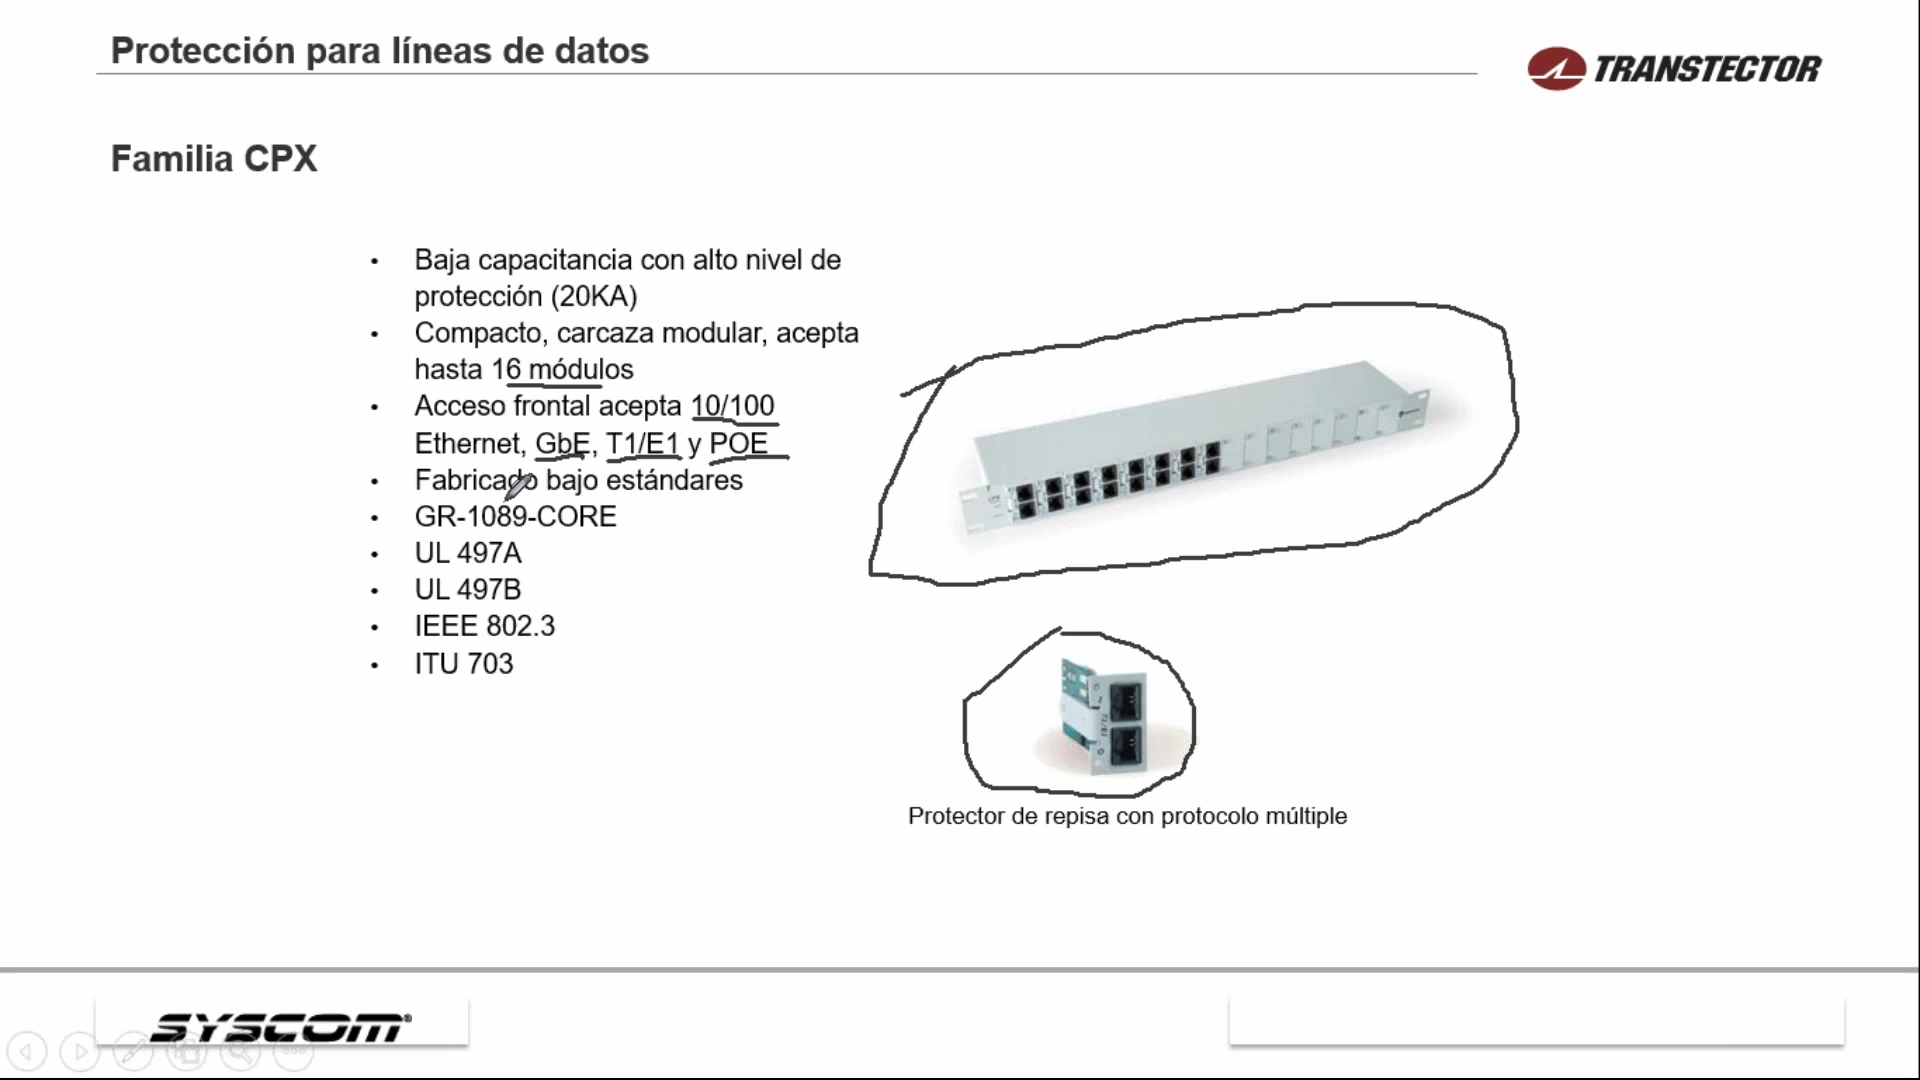 Protección para líneas de datos
TRANSTECTOR
Familia CPX
• Baja capacitancia con alto nivel de
protección (20KA)
• Compacto, carcaza modular, acepta
hasta 16 módulos
• Acceso frontal acepta 10/100
Ethernet, GbE, T1/E1 y POE
• Fabricado bajo estándares
• GR-1089-CORE
• UL 497A
• UL 497B
• IEEE 802.3
• ITU 703
T1/E1
Protector de repisa con protocolo múltiple
SYSCOM®